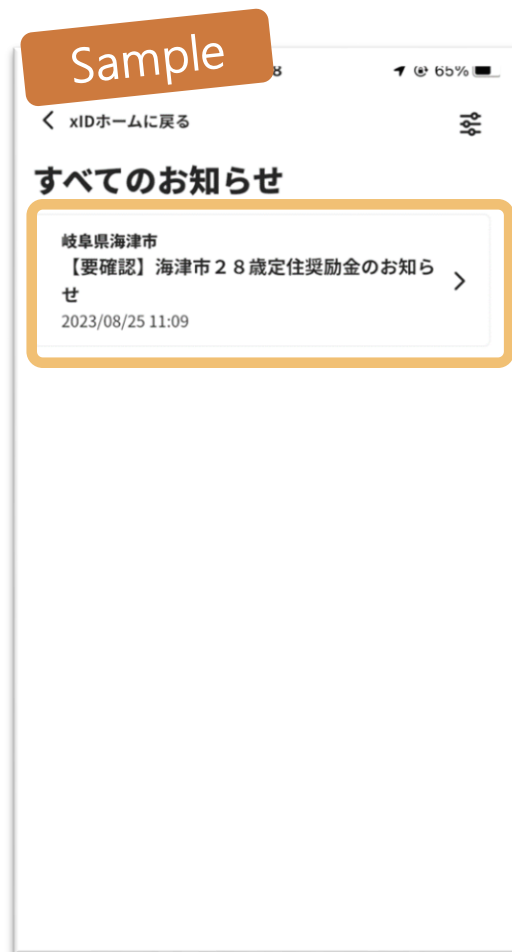 Sample
8
65%
xIDホームに戻る
すべてのお知らせ
岐阜県海津市
【要確認】海津市２８歳定住奨励金のお知ら
せ
2023/08/25 11:09